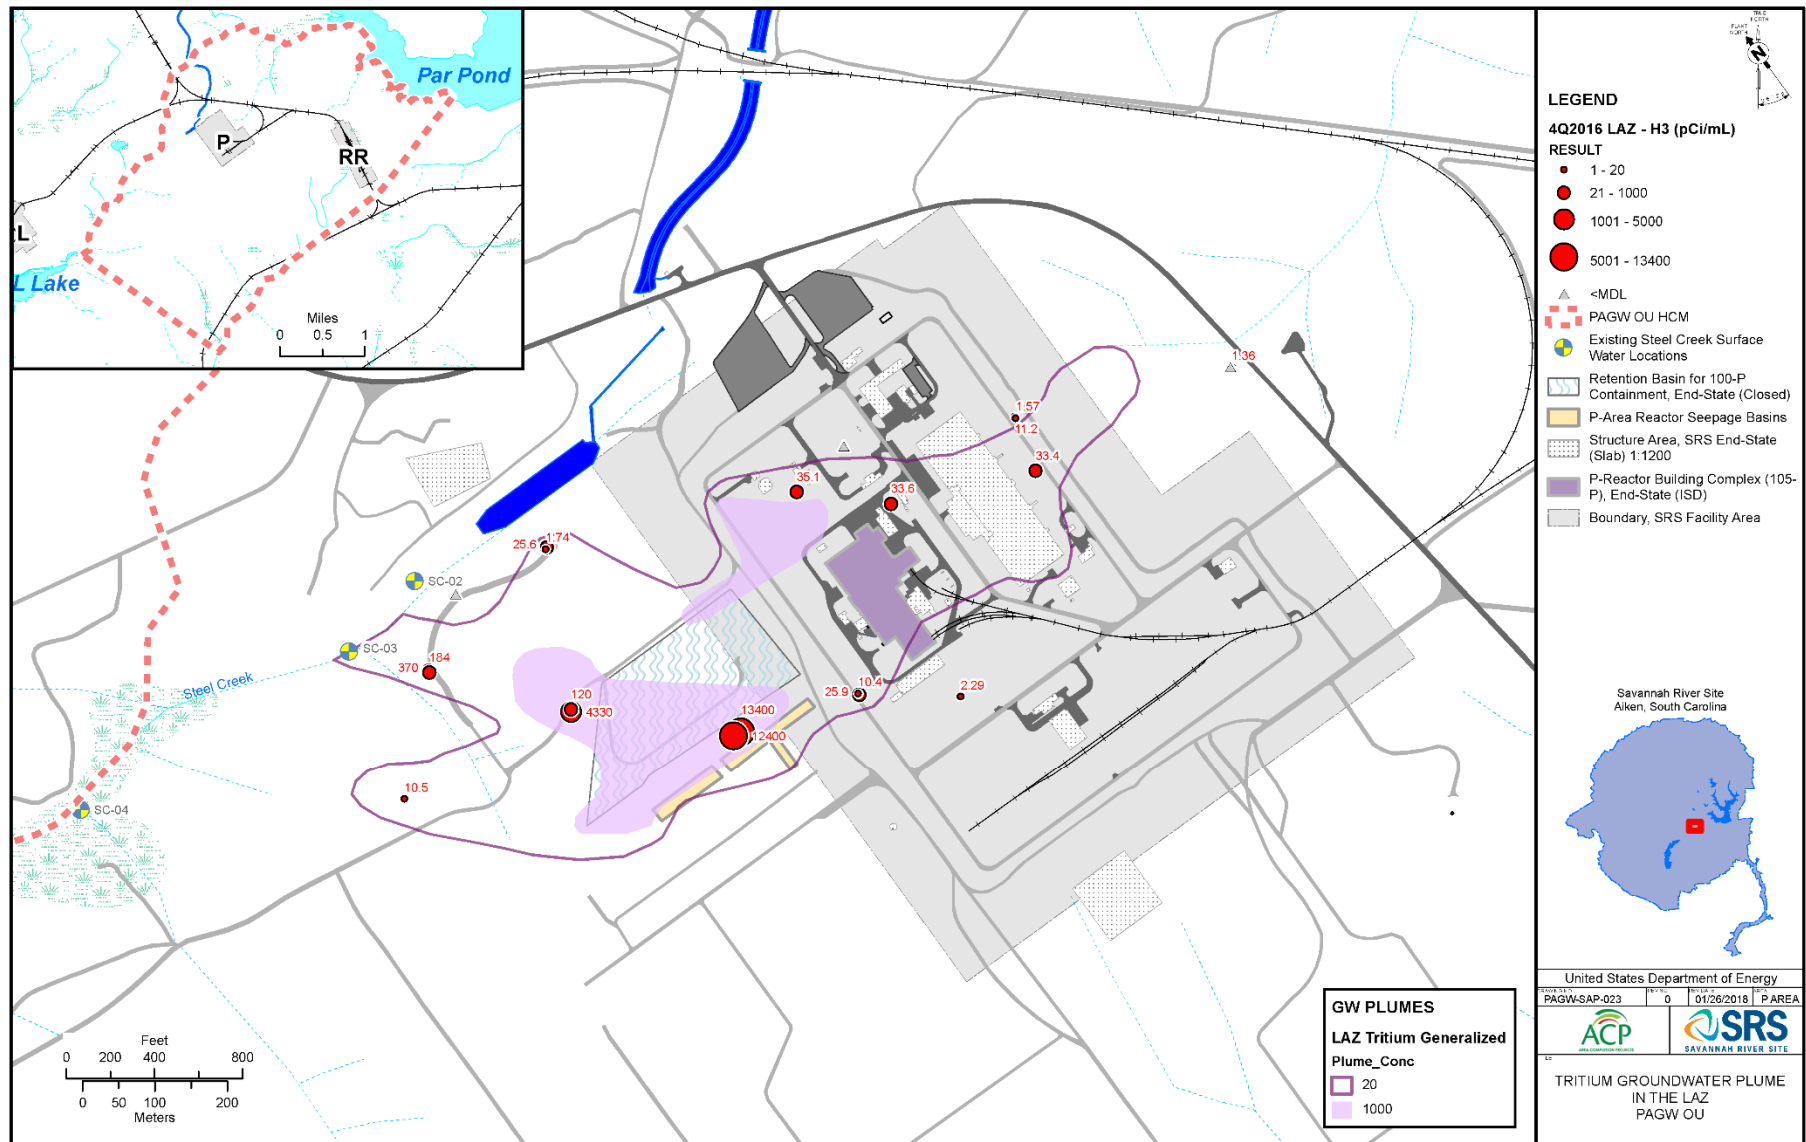 Par Pond
P
RR
L
L Lake
Miles
0 0.5 1
1.36
1.57
11.2
33.4
35.1
33.6
25.6
1.74
SC-02
SC-03
184
370
Steel Creek
120
4330
13400
12400
25.9
10.4
2.29
10.5
SC-04
Feet
0 200 400 800
0 50 100 200
Meters
GW PLUMES
LAZ Tritium Generalized
Plume_Conc
20
1000
TRUE
NORTH
PLANT
NORTH
N
LEGEND
4Q2016 LAZ - H3 (pCi/mL)
RESULT
1 - 20
21 - 1000
1001 - 5000
5001 - 13400
<MDL
PAGW OU HCM
Existing Steel Creek Surface
Water Locations
Retention Basin for 100-P
Containment, End-State (Closed)
P-Area Reactor Seepage Basins
Structure Area, SRS End-State
(Slab) 1:1200
P-Reactor Building Complex (105-
P), End-State (ISD)
Boundary, SRS Facility Area
Savannah River Site
Aiken, South Carolina
United States Department of Energy
PAGW-SAP-023 0 01/26/2018 P AREA
ACP
AREA COMPLETION PROJECTS
SRS
SAVANNAH RIVER SITE
TRITIUM GROUNDWATER PLUME
IN THE LAZ
PAGW OU